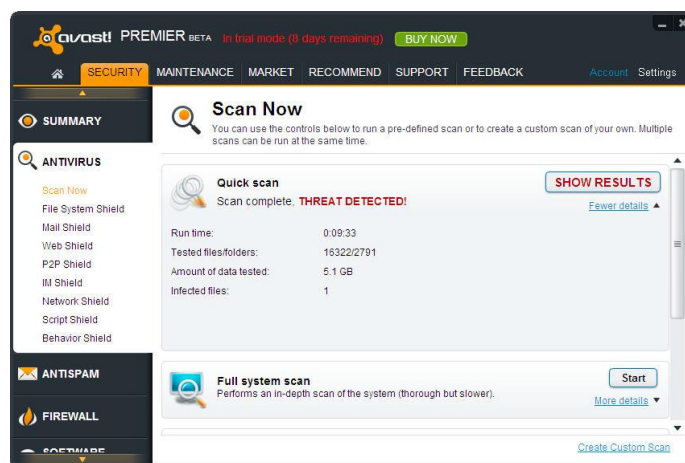 avast! PREMIER BETA In trial mode (8 days remaining) BUY NOW
SECURITY MAINTENANCE MARKET RECOMMEND SUPPORT FEEDBACK Account Settings
SUMMARY
ANTIVIRUS
Scan Now
File System Shield
Mail Shield
Web Shield
P2P Shield
IM Shield
Network Shield
Script Shield
Behavior Shield
ANTISPAM
FIREWALL
SOFTWARE
Scan Now
You can use the controls below to run a pre-defined scan or to create a custom scan of your own. Multiple
scans can be run at the same time.
Quick scan
Scan complete, THREAT DETECTED!
SHOW RESULTS
Fewer details
Run time: 0:09:33
Tested files/folders: 16322/2791
Amount of data tested: 5.1 GB
Infected files: 1
Full system scan
Performs an in-depth scan of the system (thorough but slower).
Start
More details
Create Custom Scan